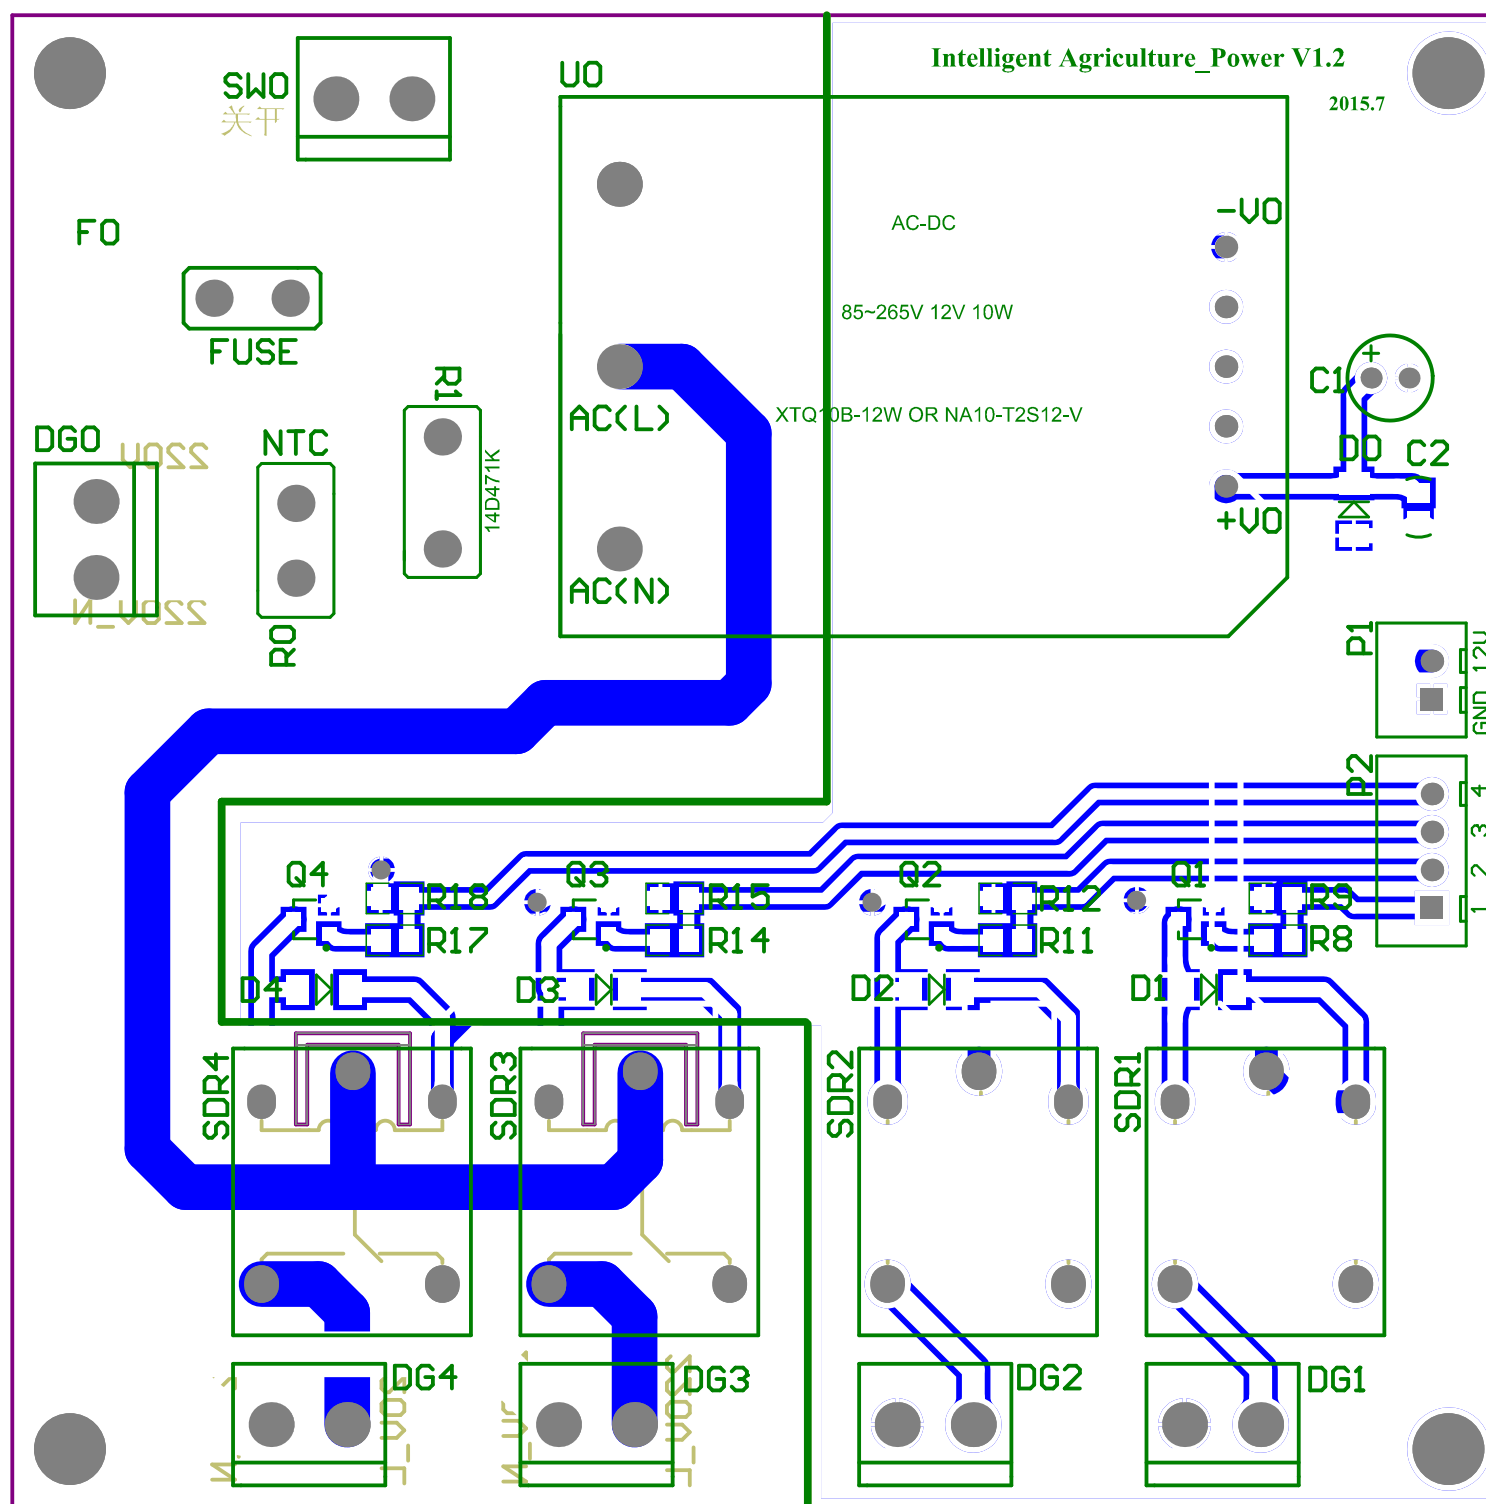 Intelligent Agriculture_Power V1.2
2015.7
SW0
开关
U0
F0
FUSE
AC-DC
-V0
85~265V 12V 10W
R1
C1
+
AC(L)
XTQ10B-12W OR NA10-T2S12-V
DG0
220V
NTC
D0
C2
14D471K
+V0
AC(N)
220V_N
R0
P1
12V
GND
P2
4
3
2
1
Q4
R18
Q3
R15
Q2
R12
Q1
R9
R17
R14
R11
R8
D4
D3
D2
D1
SDR4
SDR3
SDR2
SDR1
DG4
DG3
DG2
DG1